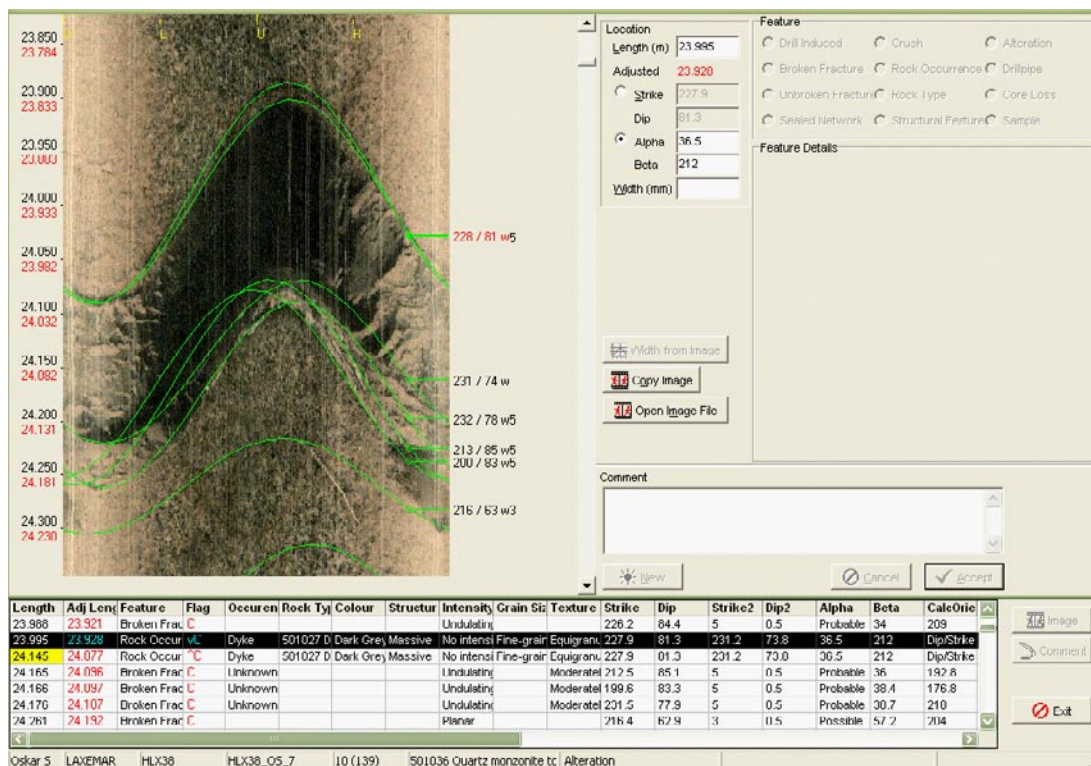 L U R
23.850
23.784
23.900
23.833
23.950
24.000
23.933
24.050
23.982
24.100
24.032
24.150
24.082
24.200
24.131
24.250
24.181
24.300
24.230
228 / 81 w5
231 / 74 w
232 / 78 w5
213 / 85 w5
200 / 83 w5
216 / 63 w3
Location
Length (m) 23.995
Adjusted 23.920
Strike 227.9
Dip 81.3
Alpha 36.5
Beta 212
Width (mm)
Feature
Drill Induced Crush Alteration
Broken Fracture Rock Occurrence Drillpipe
Unbroken Fracture Rock Type Core Loss
Sealed Network Structural Feature Sample
Feature Details
Width from Image
Copy Image
Open Image File
Comment
New Cancel Accept
Length Adj Leng Feature Flag Occuren Rock Ty Colour Structur Intensity Grain Siz Texture Strike Dip Strike2 Dip2 Alpha Beta CalcOrie
23.988 23.921 Broken Frac C Undulating 226.2 84.4 5 0.5 Probable 34 209
23.995 23.928 Rock Occur vC Dyke 501027 D Dark Grey Massive No intensi Fine-grain Equigranu 227.9 81.3 231.2 73.8 36.5 212 Dip/Strike
24.145 24.077 Rock Occur ^C Dyke 501027 D Dark Grey Massive No intensi Fine-grain Equigranu 227.9 231.2 73.8 36.5 212 Dip/Strike
24.165 24.096 Broken Frac C Unknown Undulating Moderatel 212.5 85.1 5 0.5 Probable 36 192.8
24.166 24.097 Broken Frac C Unknown Undulating Moderatel 199.6 83.3 5 0.5 Probable 38.4 176.8
24.176 24.107 Broken Frac C Unknown Undulating Moderatel 231.5 77.9 5 0.5 Probable 210
24.261 24.192 Broken Frac C Planar 216.4 62.9 3 0.5 Possible 57.2 204
Image
Comment
Exit
Oskar 5 LAXEMAR HLX38 HLX38_O5_7 10 (139) 501036 Quartz monzonite to Alteration